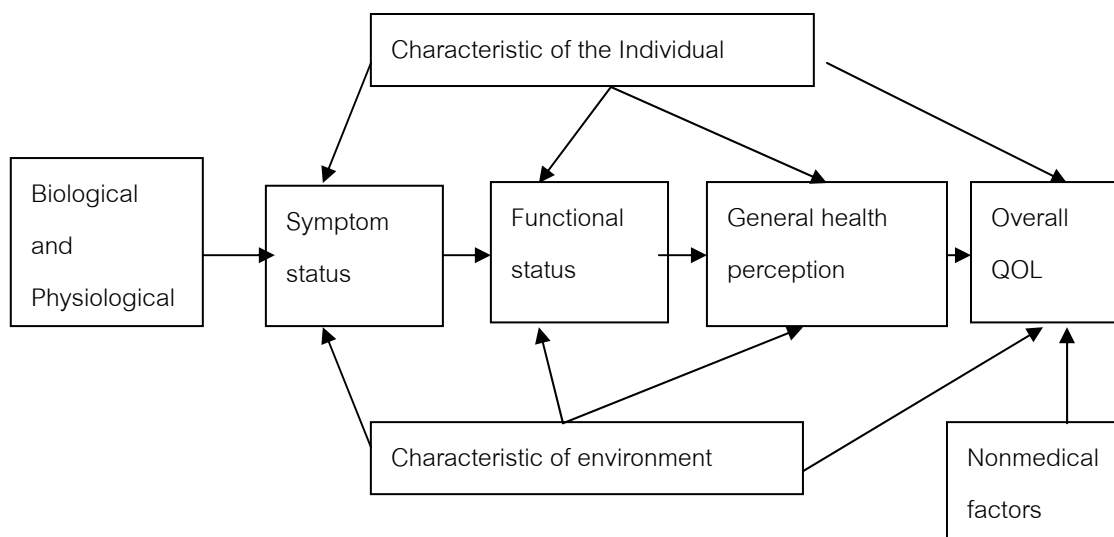 Characteristic of the Individual
Biological
and
Physiological
Symptom
status
Functional
status
General health
perception
Overall
QOL
Characteristic of environment
Nonmedical
factors